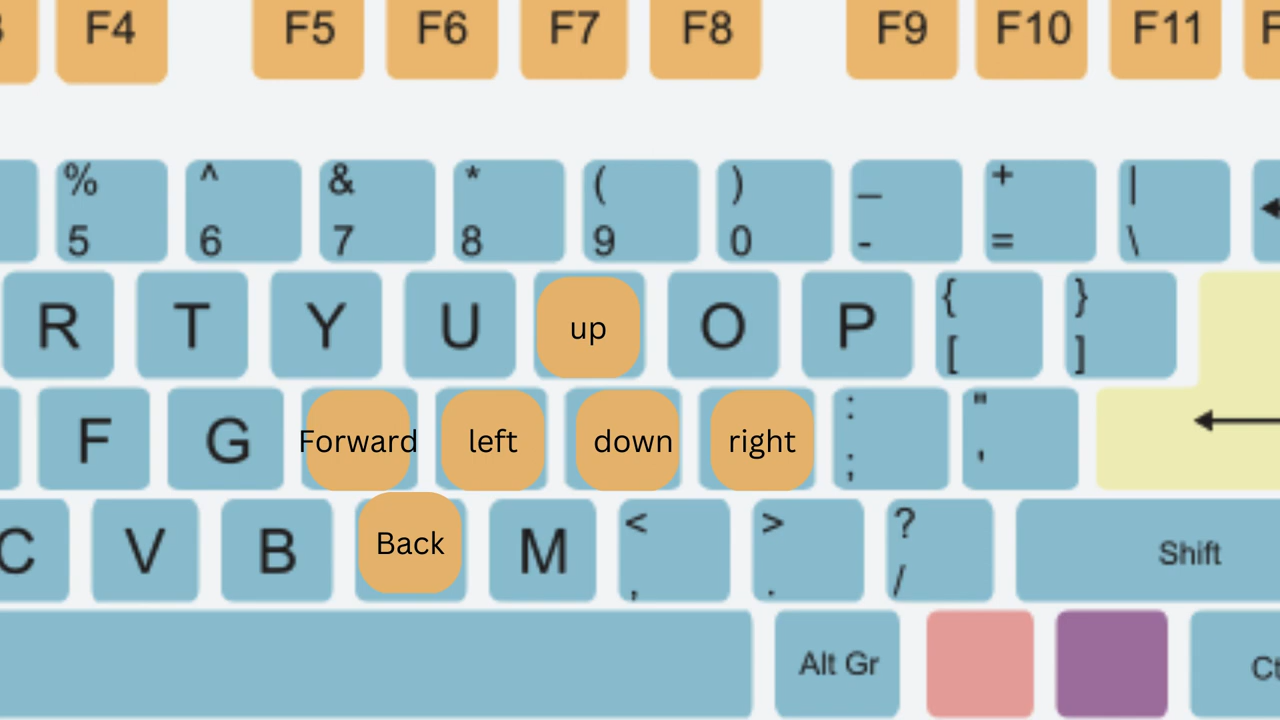 F4 F5 F6 F7 F8 F9 F10 F11
% ^ & * ( ) _ + |
5 6 7 8 9 0 - = \
R T Y U up O P { [ } ]
F G Forward left down right : ; " '
C V B Back M < , > . ? / Shift
Alt Gr